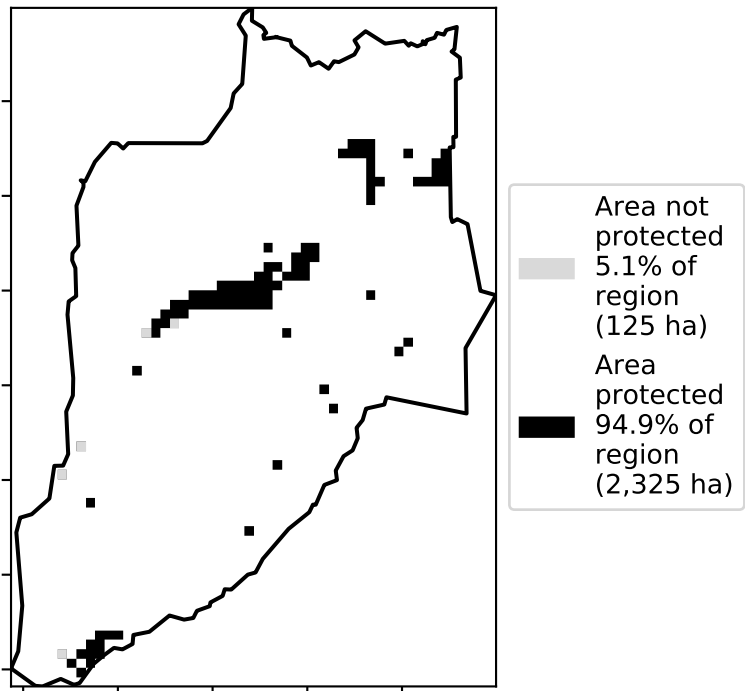 Area not
protected
5.1% of
region
(125 ha)
Area
protected
94.9% of
region
(2,325 ha)